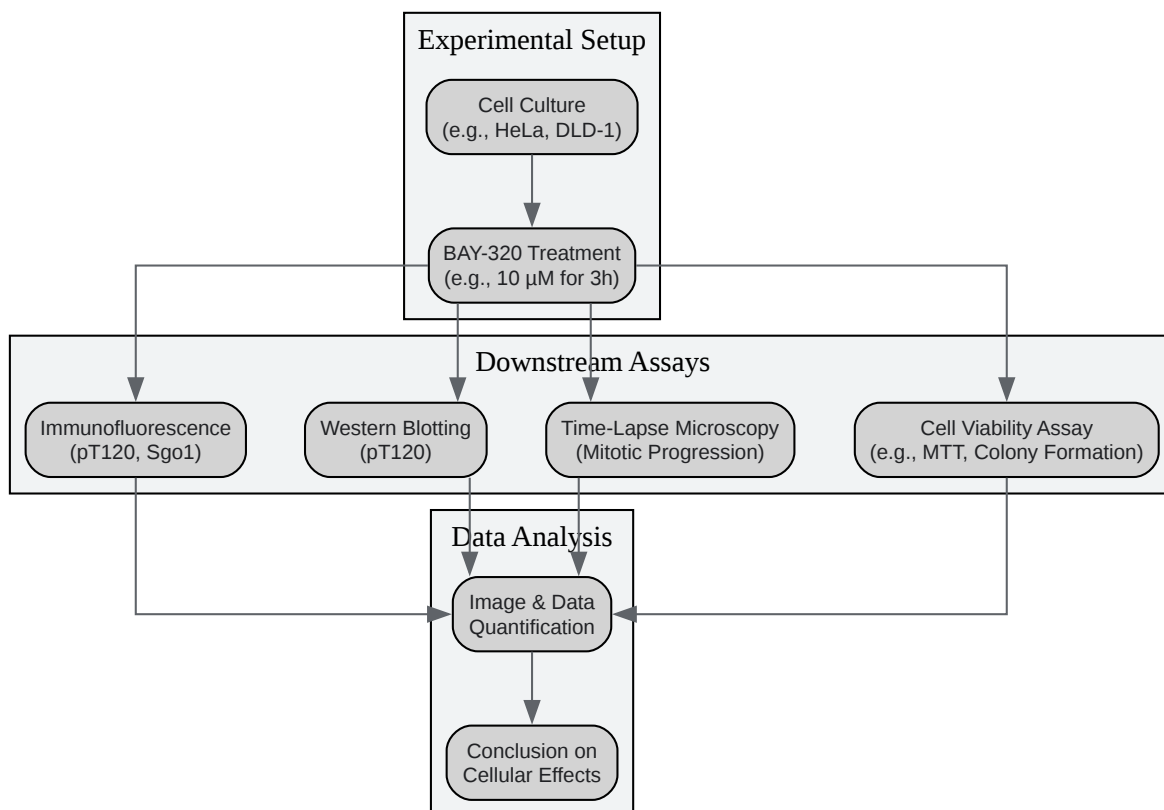 Experimental Setup
Cell Culture
(e.g., HeLa, DLD-1)
BAY-320 Treatment
(e.g., 10 µM for 3h)
Downstream Assays
Immunofluorescence
(pT120, Sgo1)
Western Blotting
(pT120)
Time-Lapse Microscopy
(Mitotic Progression)
Cell Viability Assay
(e.g., MTT, Colony Formation)
Data Analysis
Image & Data
Quantification
Conclusion on
Cellular Effects